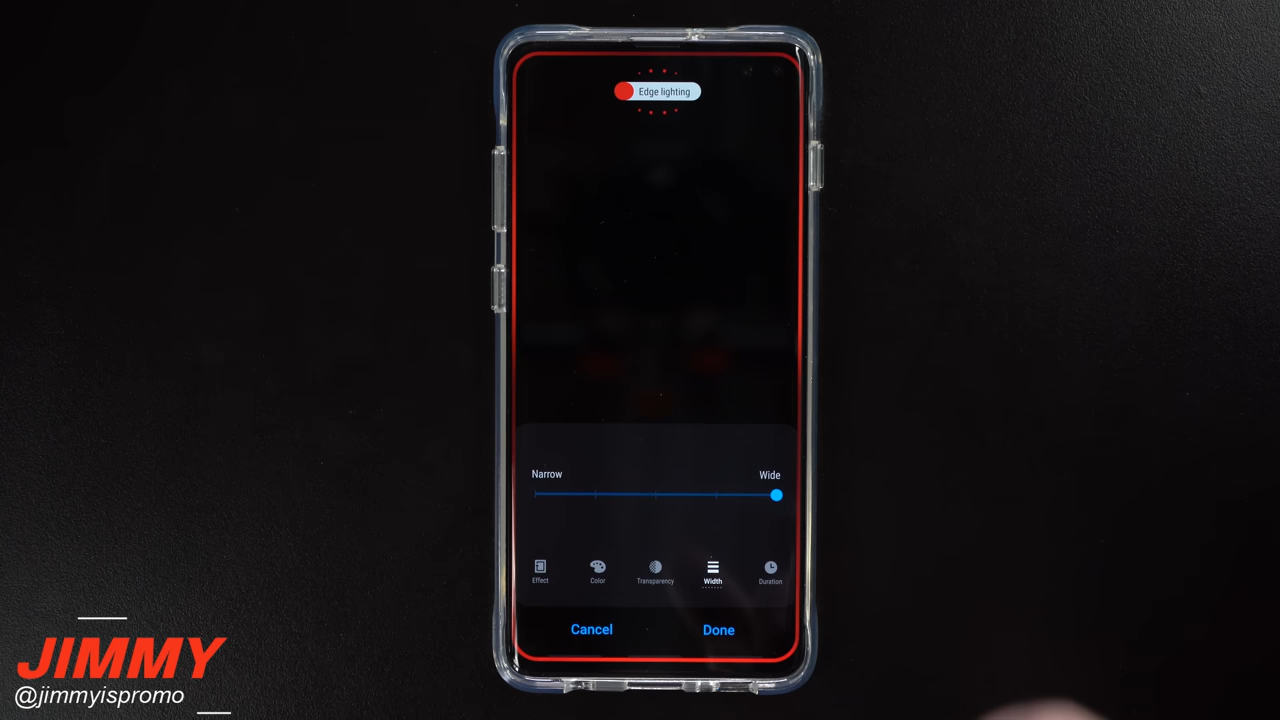 Edge lighting
Narrow
Wide
Effect
Color
Transparency
Width
Duration
Cancel
Done
JIMMY
@jimmyispromo